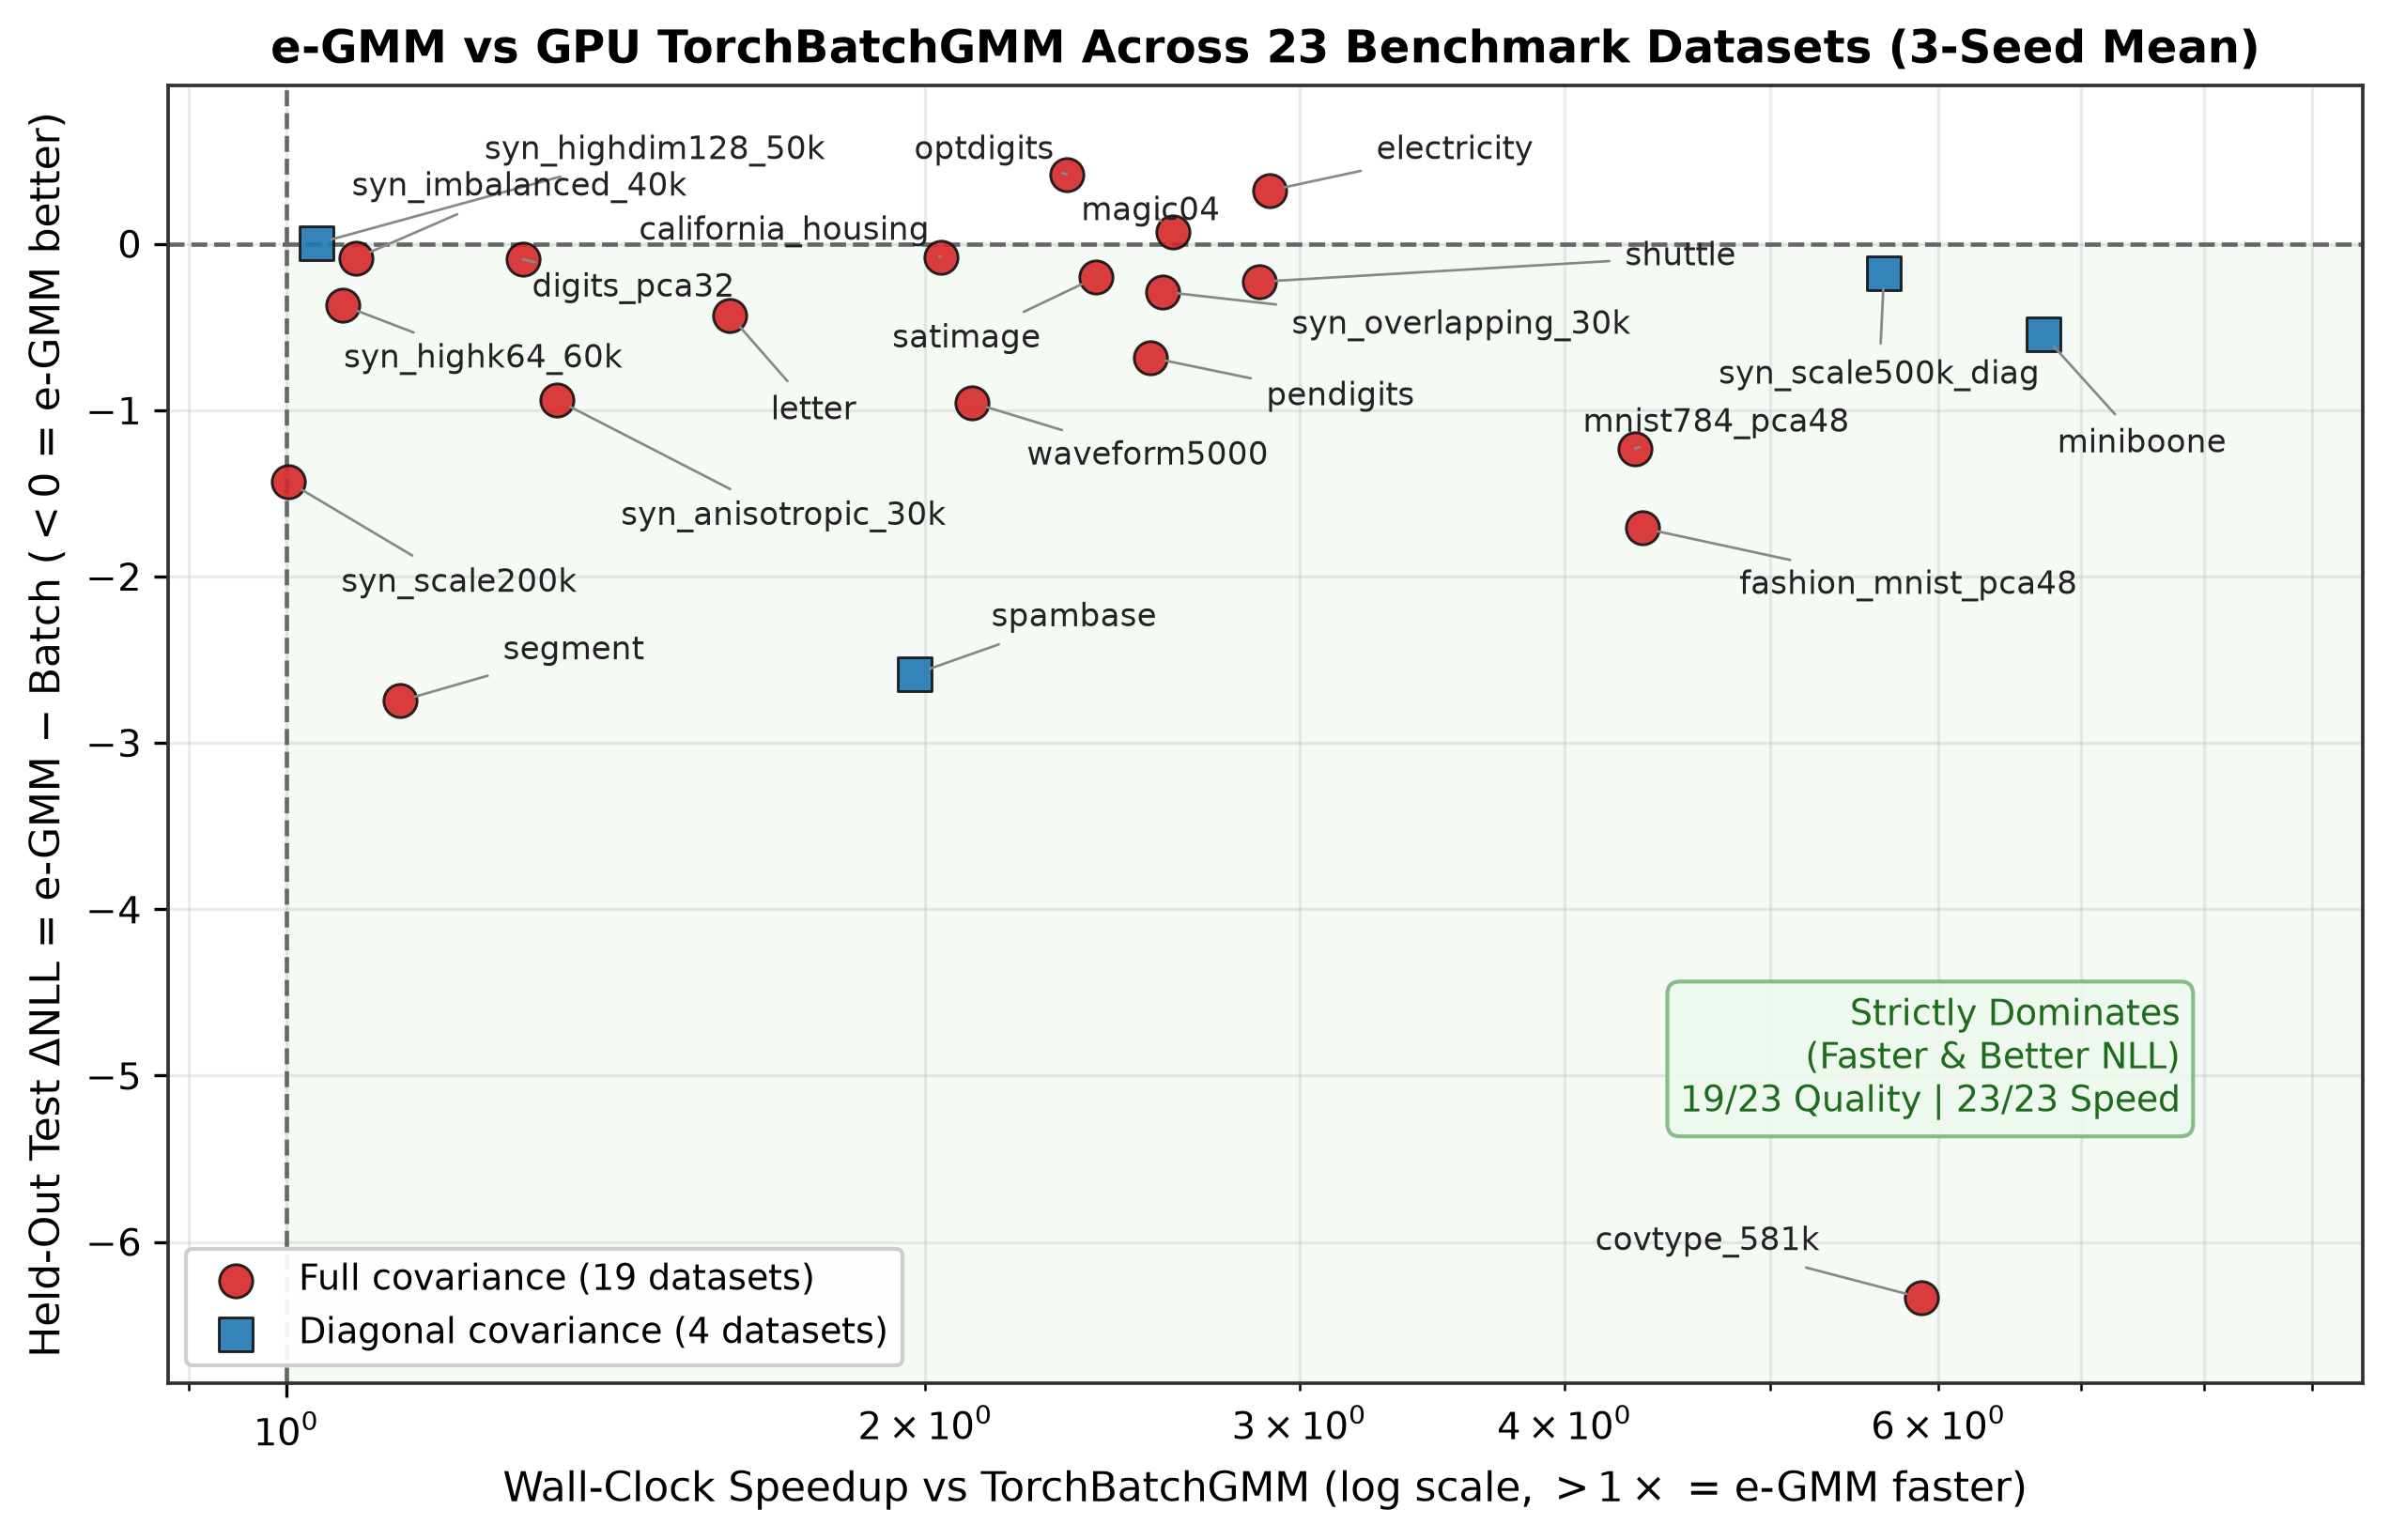 e-GMM vs GPU TorchBatchGMM Across 23 Benchmark Datasets (3-Seed Mean)
Held-Out Test ΔNLL = e-GMM − Batch (< 0 = e-GMM better)
0
−1
−2
−3
−4
−5
−6
syn_highdim128_50k
syn_imbalanced_40k
optdigits
electricity
magic04
california_housing
shuttle
digits_pca32
satimage
syn_overlapping_30k
syn_highk64_60k
syn_scale500k_diag
letter
pendigits
mnist784_pca48
miniboone
waveform5000
syn_anisotropic_30k
syn_scale200k
fashion_mnist_pca48
spambase
segment
Strictly Dominates
(Faster & Better NLL)
19/23 Quality | 23/23 Speed
covtype_581k
Full covariance (19 datasets)
Diagonal covariance (4 datasets)
10⁰
2 × 10⁰
3 × 10⁰
4 × 10⁰
6 × 10⁰
Wall-Clock Speedup vs TorchBatchGMM (log scale, > 1 × = e-GMM faster)